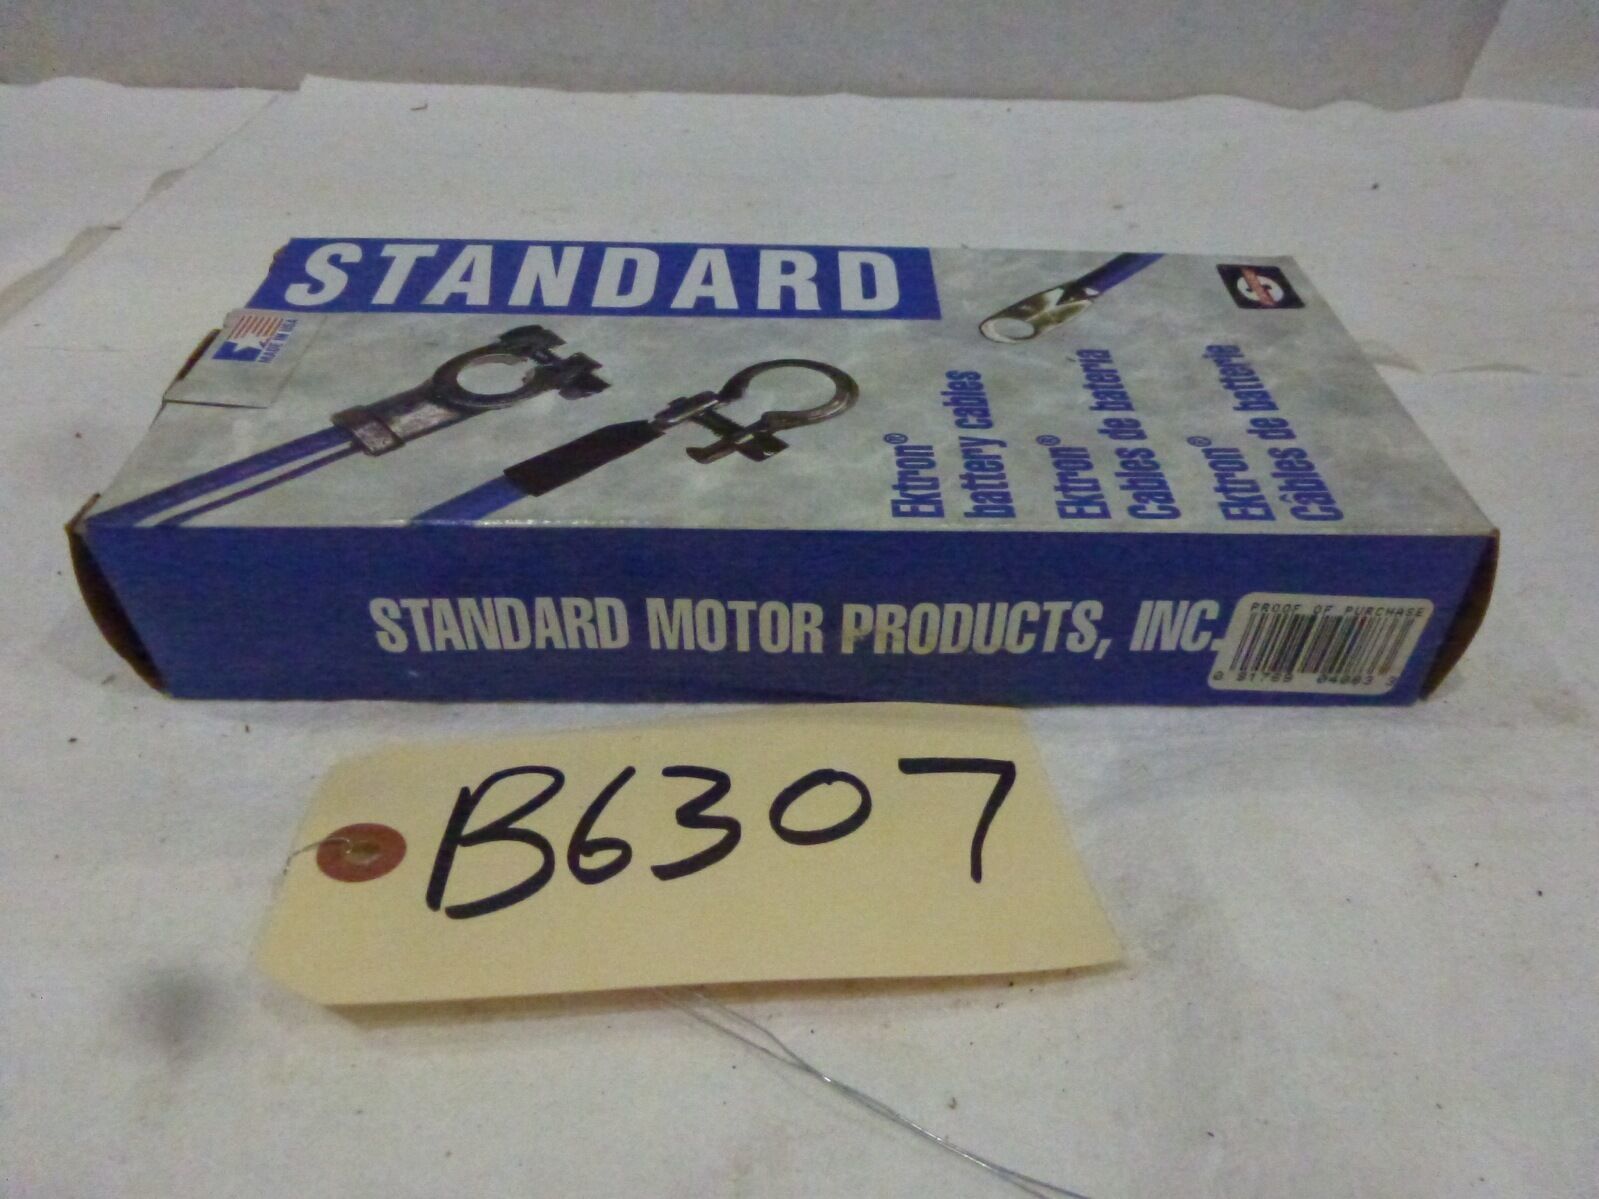 STANDARD
MADE IN USA
Ektron®
battery cables
Ektron®
Cables de batería
Ektron®
Câbles de batterie
STANDARD MOTOR PRODUCTS, INC.
PROOF OF PURCHASE
B6307